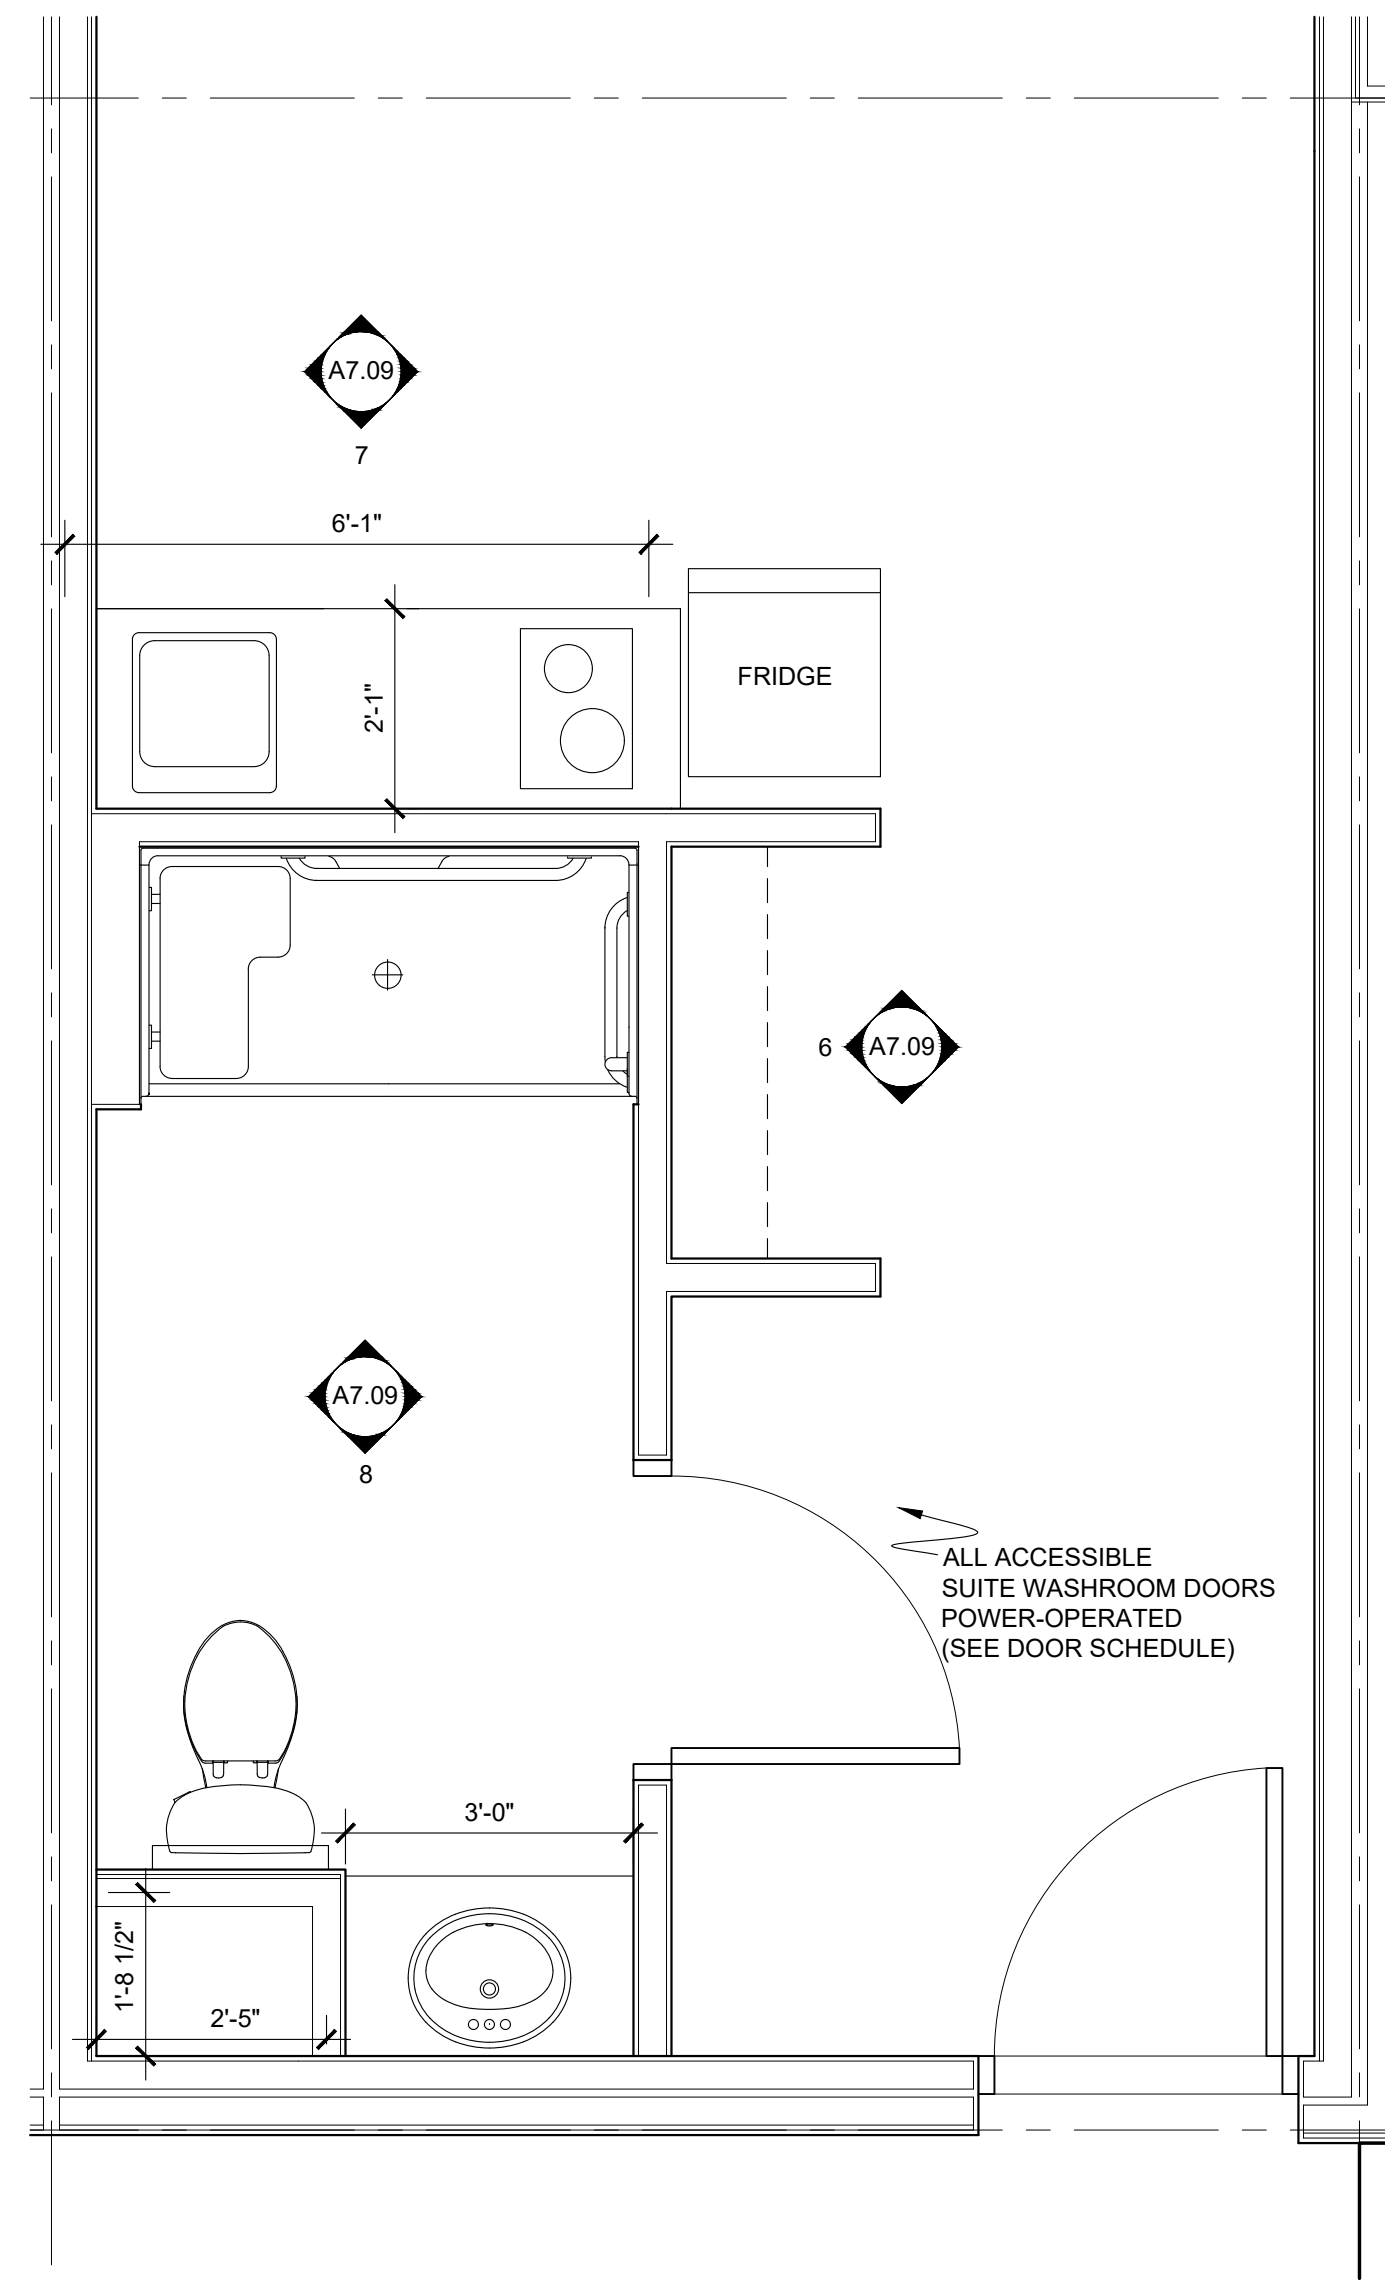 A7.09
7
6'-1"
2'-1"
FRIDGE
6
A7.09
A7.09
8
ALL ACCESSIBLE
SUITE WASHROOM DOORS
POWER-OPERATED
(SEE DOOR SCHEDULE)
3'-0"
1'-8 1/2"
2'-5"